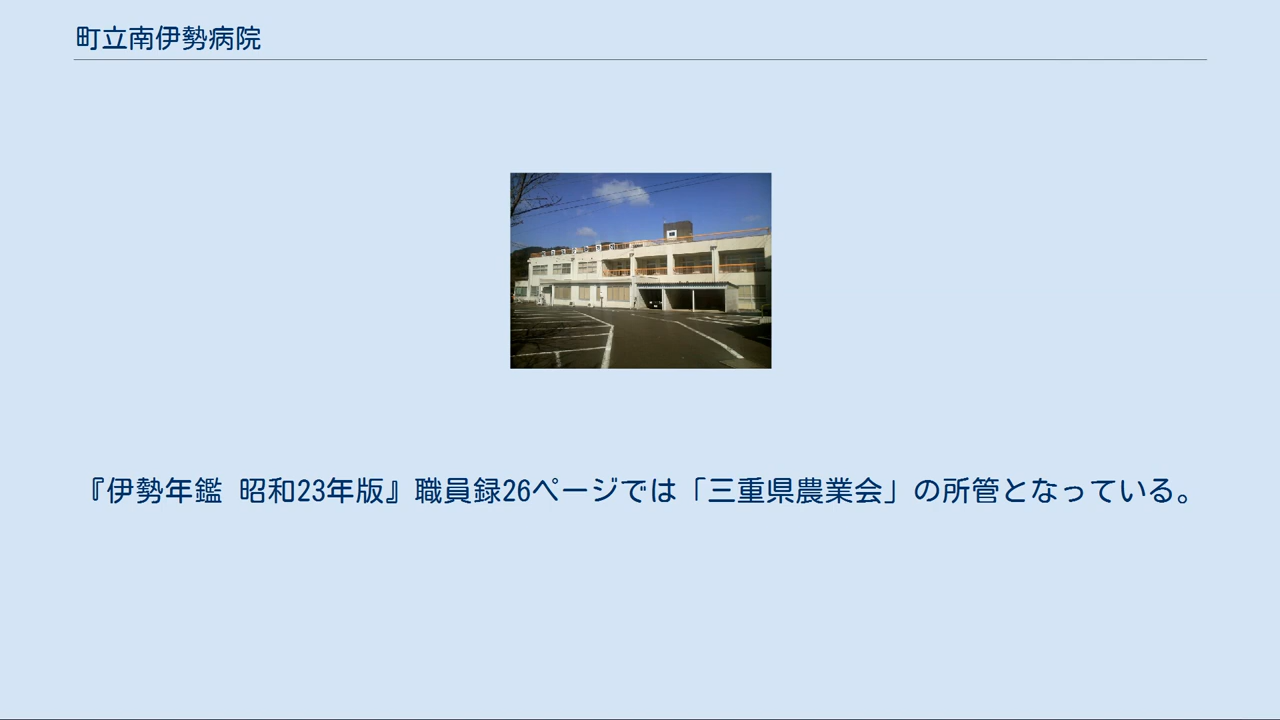 町立南伊勢病院
『伊勢年鑑 昭和23年版』職員録26ページでは「三重県農業会」の所管となっている。